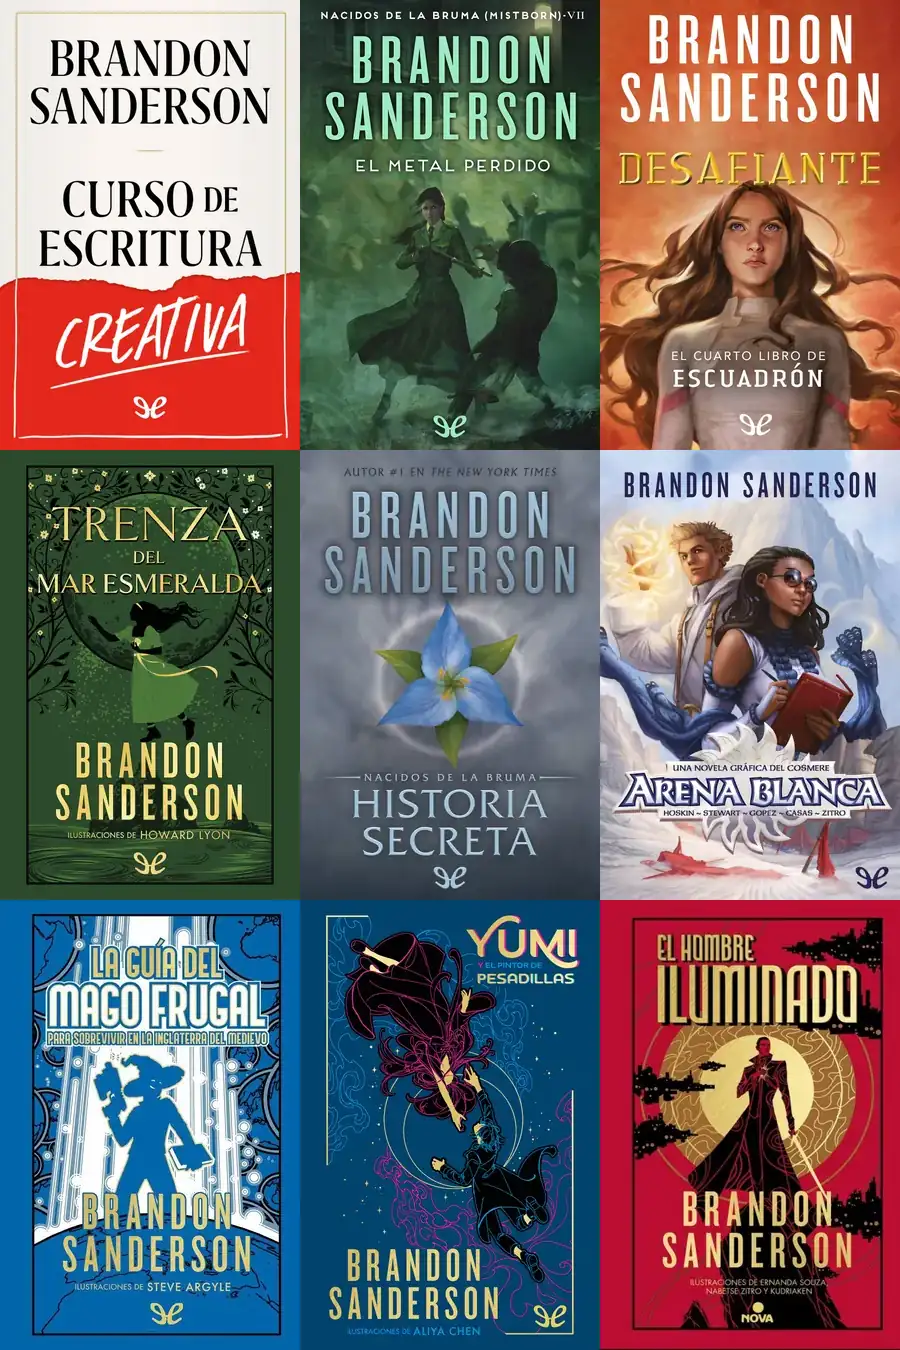 BRANDON
SANDERSON
CURSO DE
ESCRITURA
CREATIVA
NACIDOS DE LA BRUMA (MISTBORN)-VII
BRANDON
SANDERSON
EL METAL PERDIDO
BRANDON
SANDERSON
DESAFIANTE
EL CUARTO LIBRO DE
ESCUADRÓN
TRENZA
DEL
MAR ESMERALDA
BRANDON
SANDERSON
ILUSTRACIONES DE HOWARD LYON
AUTOR #1 EN THE NEW YORK TIMES
BRANDON
SANDERSON
NACIDOS DE LA BRUMA
HISTORIA
SECRETA
BRANDON SANDERSON
UNA NOVELA GRÁFICA DEL COSMERE
ARENA BLANCA
HOSKIN ~ STEWART ~ GOPEZ ~ CASAS ~ ZITRO
LA GUÍA DEL
MAGO FRUGAL
PARA SOBREVIVIR EN LA INGLATERRA DEL MEDIEVO
BRANDON
SANDERSON
ILUSTRACIONES DE STEVE ARGYLE
YUMI
Y EL PINTOR DE
PESADILLAS
BRANDON
SANDERSON
ILUSTRACIONES DE ALIYA CHEN
EL HOMBRE
ILUMINADO
BRANDON
SANDERSON
ILUSTRACIONES DE ERNANDA SOUZA,
NABETSE ZITRO Y KUDRIAKEN
NOVA